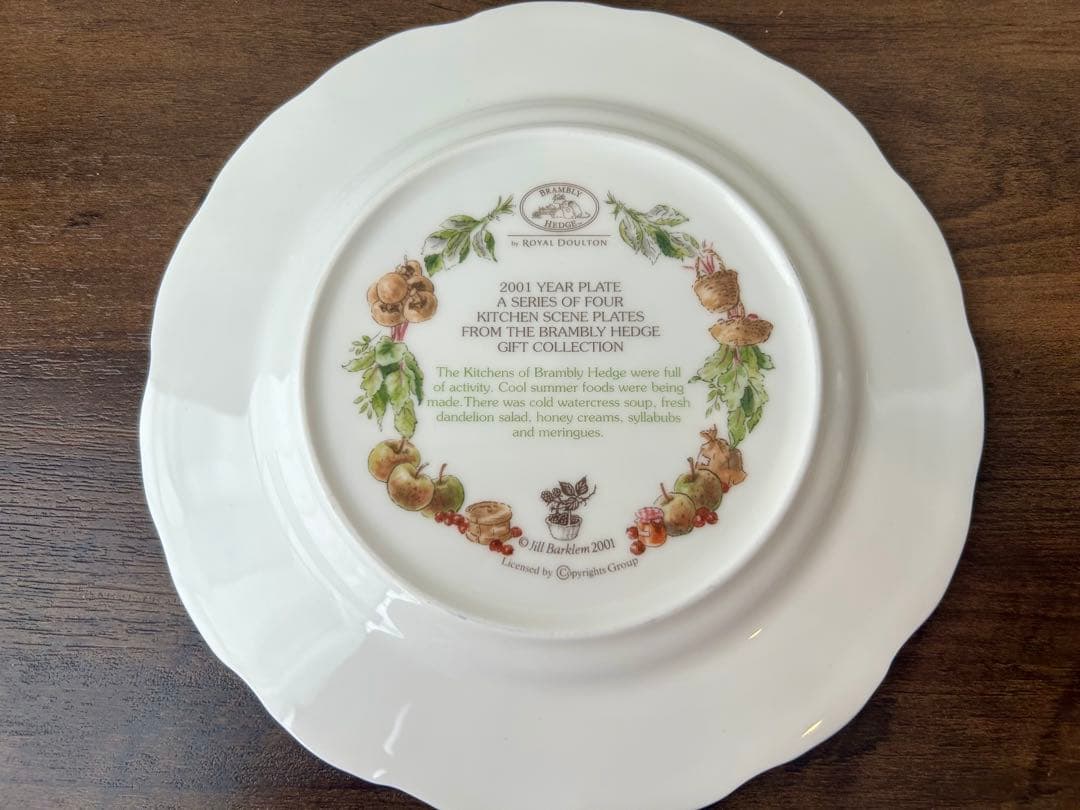 BRAMBLY
HEDGE
by ROYAL DOULTON
2001 YEAR PLATE
A SERIES OF FOUR
KITCHEN SCENE PLATES
FROM THE BRAMBLY HEDGE
GIFT COLLECTION
The Kitchens of Brambly Hedge were full
of activity. Cool summer foods were being
made.There was cold watercress soup, fresh
dandelion salad, honey creams, syllabubs
and meringues.
© Jill Barklem 2001
Licensed by Copyrights Group